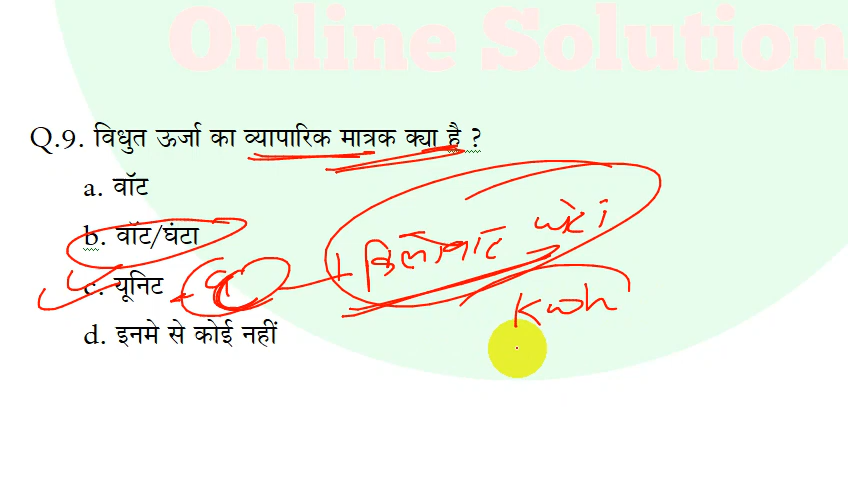 Online Solution
Q.9. विधुत ऊर्जा का व्यापारिक मात्रक क्या है ?
a. वॉट
b. वॉट/घंटा
c. यूनिट
किलोवाट
Kwh
d. इनमे से कोई नहीं